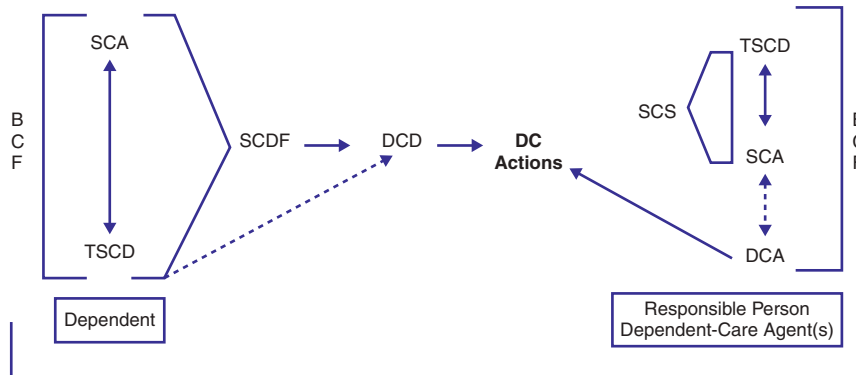 SCA
TSCD
B
C
F
SCS
SCDF
DCD
DC
Actions
SCA
TSCD
DCA
Dependent
Responsible Person
Dependent-Care Agent(s)